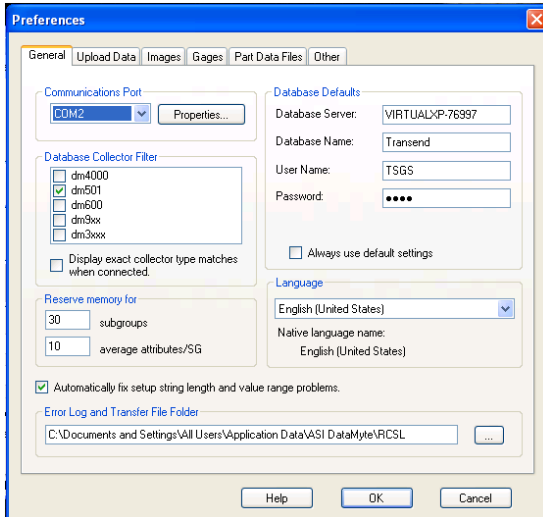 Preferences
General Upload Data Images Gages Part Data Files Other
Communications Port
COM2 Properties...
Database Collector Filter
dm4000
dm501
dm600
dm9xx
dm3xxx
Display exact collector type matches
when connected.
Reserve memory for
30 subgroups
10 average attributes/SG
Database Defaults
Database Server: VIRTUALXP-76997
Database Name: Transend
User Name: TSGS
Password: ••••
Always use default settings
Language
English (United States)
Native language name:
English (United States)
Automatically fix setup string length and value range problems.
Error Log and Transfer File Folder
C:\Documents and Settings\All Users\Application Data\ASI DataMyte\RCSL ...
Help OK Cancel